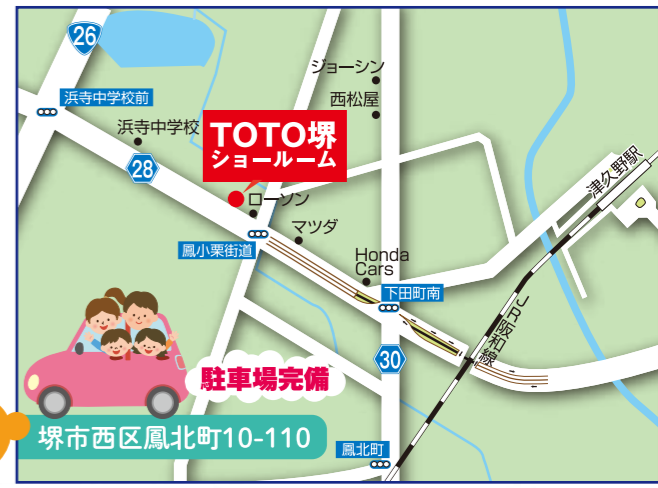 26
ジョーシン
浜寺中学校前
西松屋
浜寺中学校
TOTO堺
ショールーム
津久野駅
28
ローソン
マツダ
鳳小栗街道
Honda
Cars
下田町南
JR阪和線
30
駐車場完備
堺市西区鳳北町10-110
鳳北町